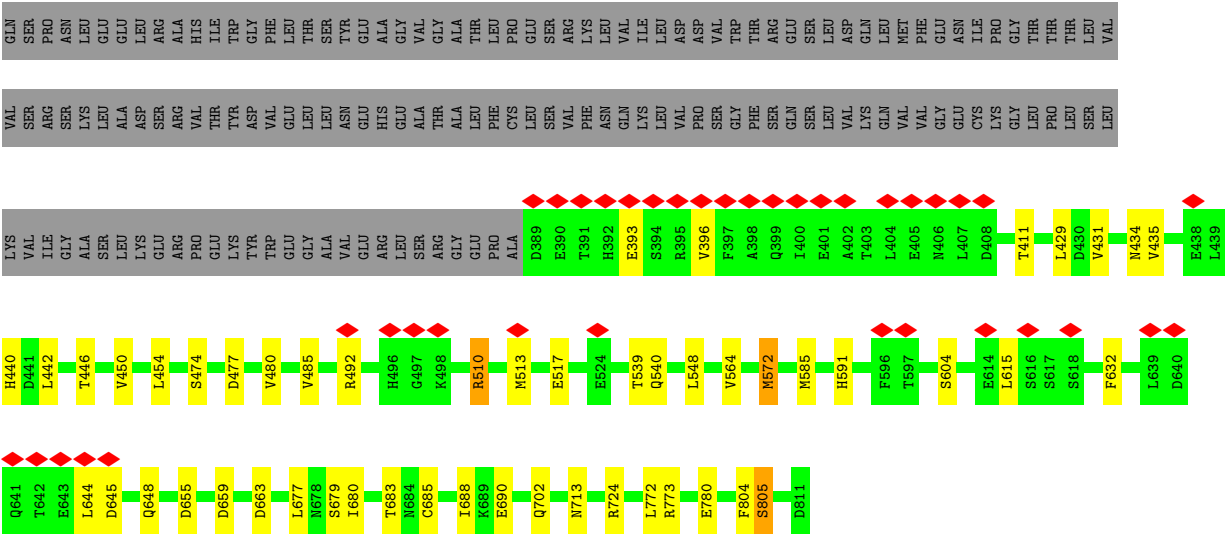 GLN SER PRO ASN LEU GLU GLU LEU ARG ALA HIS ILE TRP GLY PHE LEU THR SER TYR GLU HIS ALA GLY VAL GLY ALA THR LEU PRO GLU SER ARG LYS LEU VAL ILE LEU ASP ASP VAL TRP THR ARG GLU SER LEU ASP GLN LEU MET PHE GLU ASN ILE PRO GLY THR THR THR LEU VAL
VAL SER ARG SER LYS LEU ALA ASP SER ARG VAL THR TYR ASP VAL GLU LEU LEU ASN GLU HIS GLU ALA THR ALA LEU PHE CYS LEU SER VAL PHE ASN GLN LYS LEU VAL PRO SER GLY PHE SER GLN SER LEU VAL LYS GLN VAL VAL GLY GLU CYS LYS GLY LEU PRO LEU SER LEU
LYS VAL ILE GLY ALA SER LEU LYS GLU ARG PRO GLU LYS TYR TRP GLU GLY ALA VAL GLU ARG LEU SER ARG GLY GLU PRO ALA D389 E390 T391 H392 E393 S394 R395 V396 F397 A398 Q399 I400 E401 A402 T403 L404 E405 N406 L407 D408 T411 L429 D430 V431 N434 V435 E438 L439
H440 D441 L442 T446 V450 L454 S474 D477 V480 V485 R492 H496 G497 K498 R510 M513 E517 E524 T539 Q540 L548 V564 M572 M585 H591 F596 T597 S604 E614 L615 S616 S617 S618 F632 L639 D640
Q641 T642 E643 L644 D645 Q648 D655 D659 D663 L677 N678 S679 I680 T683 N684 C685 I688 K689 E690 Q702 N713 R724 L772 R773 E780 F804 S805 D811